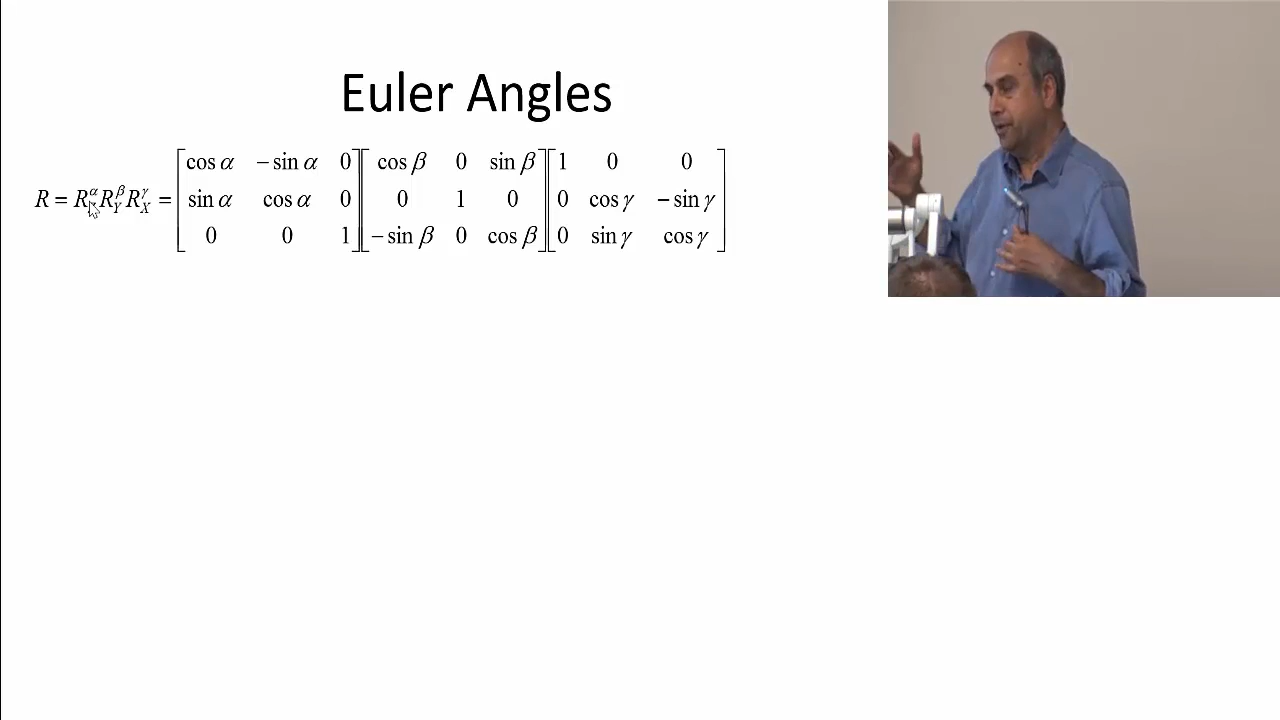 Euler Angles
R = R_Z^α R_Y^β R_X^γ = [cos α −sin α 0; sin α cos α 0; 0 0 1] [cos β 0 sin β; 0 1 0; −sin β 0 cos β] [1 0 0; 0 cos γ −sin γ; 0 sin γ cos γ]